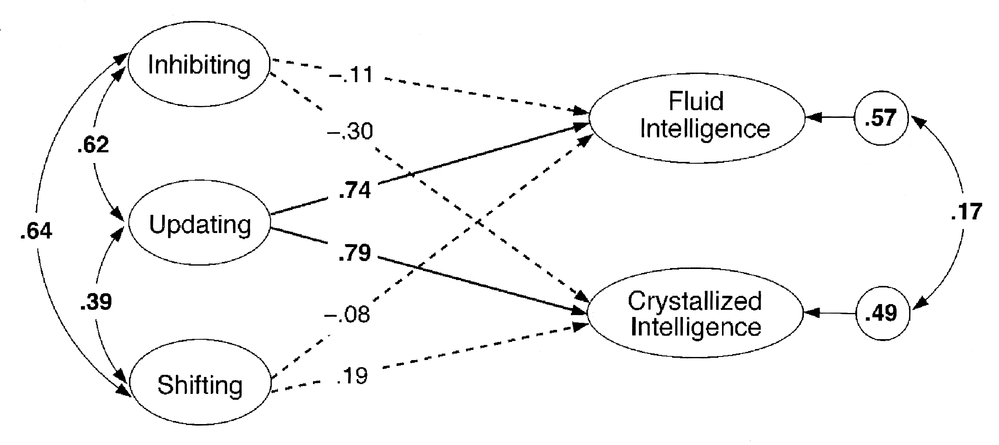 Inhibiting
–.11
Fluid
Intelligence
.57
–.30
.62
.74
.17
Updating
.64
.79
.39
–.08
Crystallized
Intelligence
.49
Shifting
.19